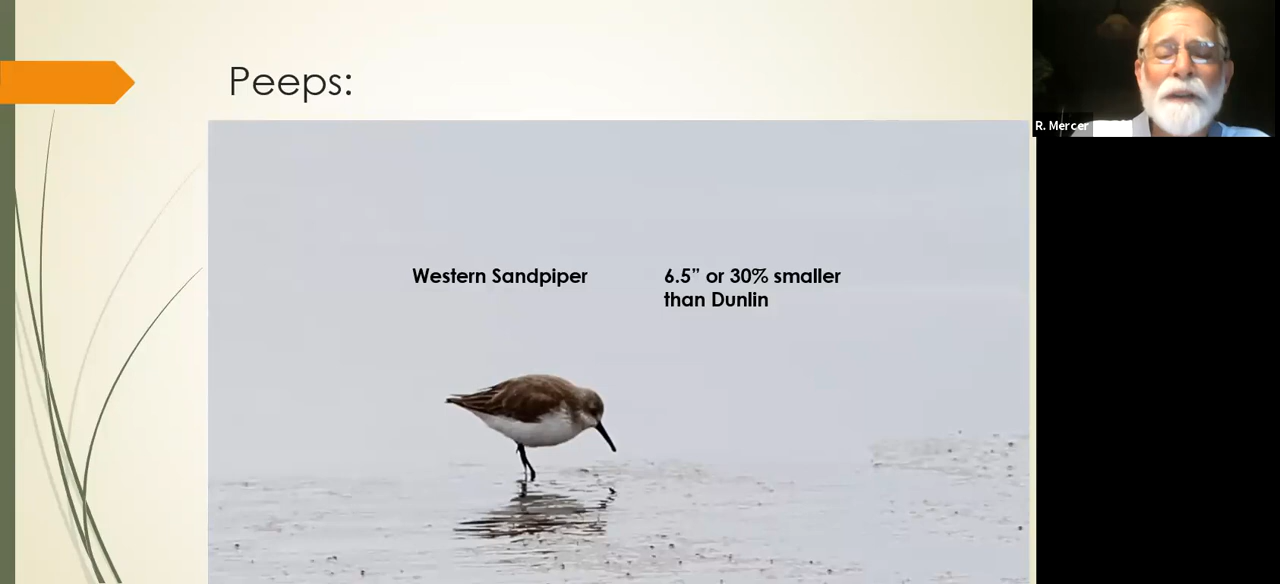 Peeps:
Western Sandpiper
6.5” or 30% smaller
than Dunlin
R. Mercer